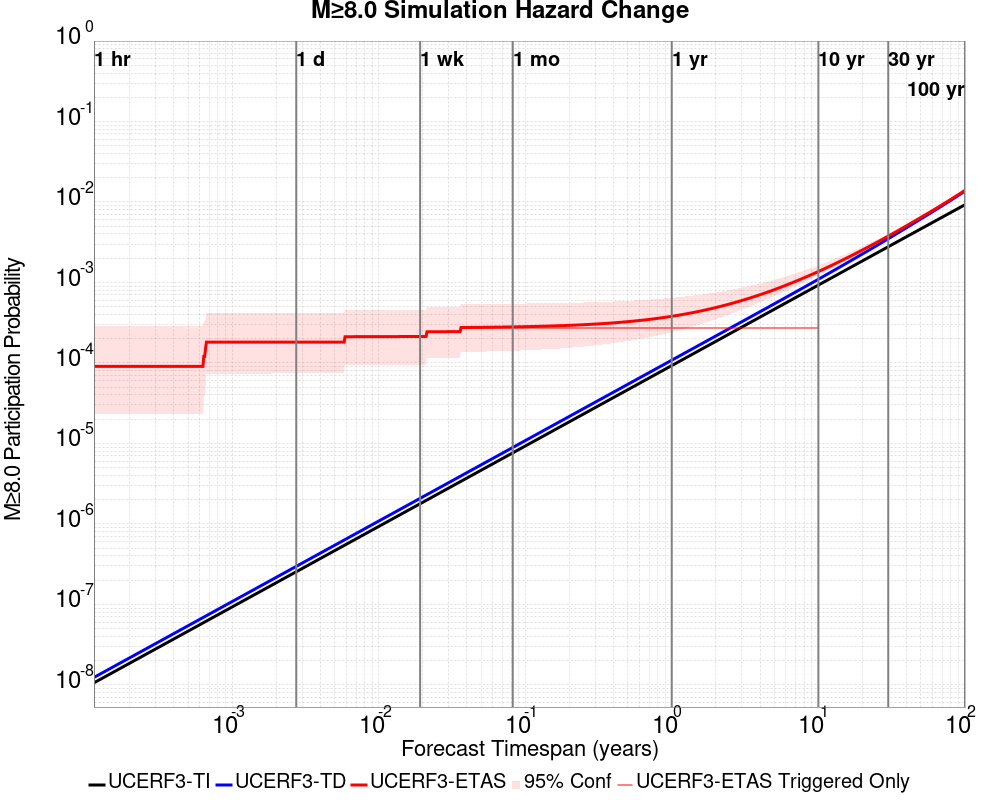 M≥8.0 Simulation Hazard Change
M≥8.0 Participation Probability
10^0
10^-1
10^-2
10^-3
10^-4
10^-5
10^-6
10^-7
10^-8
1 hr
1 d
1 wk
1 mo
1 yr
10 yr
30 yr
100 yr
10^-3
10^-2
10^-1
10^0
10^1
10^2
Forecast Timespan (years)
UCERF3-TI UCERF3-TD UCERF3-ETAS 95% Conf UCERF3-ETAS Triggered Only